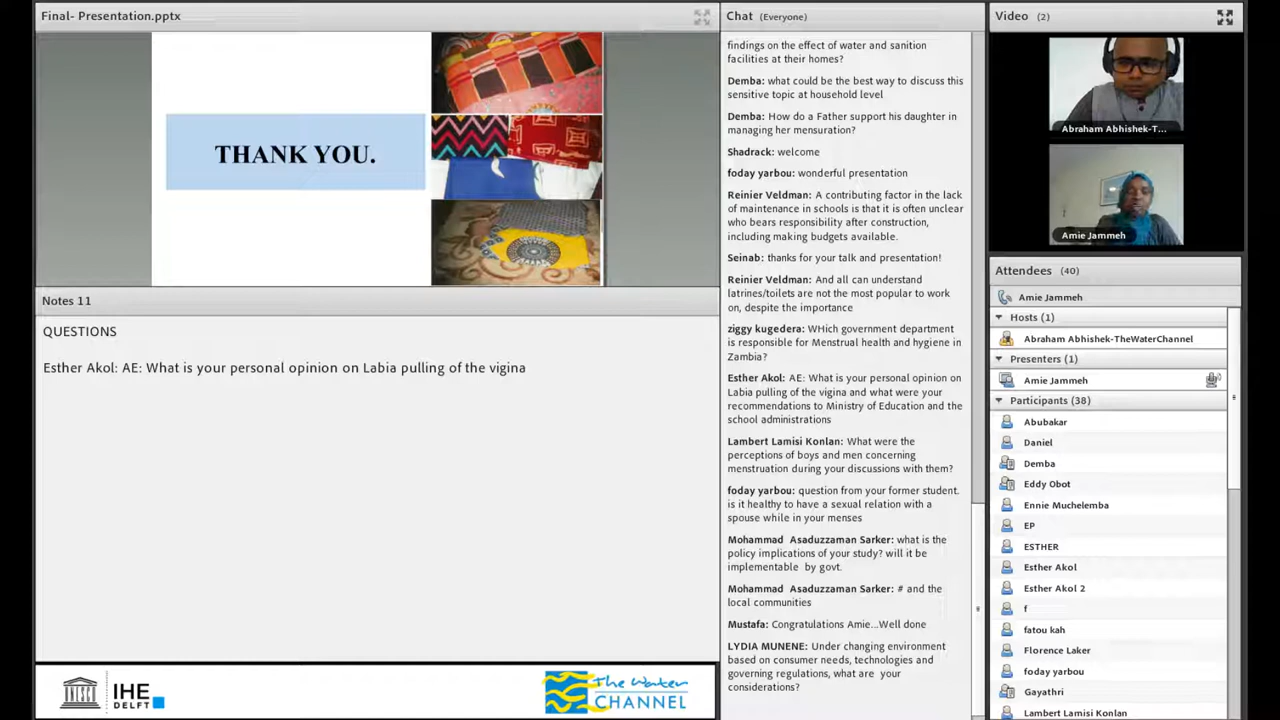 Final- Presentation.pptx
THANK YOU.
Notes 11
QUESTIONS
Esther Akol: AE: What is your personal opinion on Labia pulling of the vigina
IHE
DELFT
The Water
CHANNEL
Chat (Everyone)
findings on the effect of water and sanition
facilities at their homes?
Demba: what could be the best way to discuss this
sensitive topic at household level
Demba: How do a Father support his daughter in
managing her mensuration?
Shadrack: welcome
foday yarbou: wonderful presentation
Reinier Veldman: A contributing factor in the lack
of maintenance in schools is that it is often unclear
who bears responsibility after construction,
including making budgets available.
Seinab: thanks for your talk and presentation!
Reinier Veldman: And all can understand
latrines/toilets are not the most popular to work
on, despite the importance
ziggy kugedera: WHich government department
is responsible for Menstrual health and hygiene in
Zambia?
Esther Akol: AE: What is your personal opinion on
Labia pulling of the vigina and what were your
recommendations to Ministry of Education and the
school administrations
Lambert Lamisi Konlan: What were the
perceptions of boys and men concerning
menstruation during your discussions with them?
foday yarbou: question from your former student.
is it healthy to have a sexual relation with a
spouse while in your menses
Mohammad Asaduzzaman Sarker: what is the
policy implications of your study? will it be
implementable by govt.
Mohammad Asaduzzaman Sarker: # and the
local communities
Mustafa: Congratulations Amie...Well done
LYDIA MUNENE: Under changing environment
based on consumer needs, technologies and
governing regulations, what are your
considerations?
Video (2)
Abraham Abhishek-T...
Amie Jammeh
Attendees (40)
Amie Jammeh
Hosts (1)
Abraham Abhishek-TheWaterChannel
Presenters (1)
Amie Jammeh
Participants (38)
Abubakar
Daniel
Demba
Eddy Obot
Ennie Muchelemba
EP
ESTHER
Esther Akol
Esther Akol 2
f
fatou kah
Florence Laker
foday yarbou
Gayathri
Lambert Lamisi Konlan